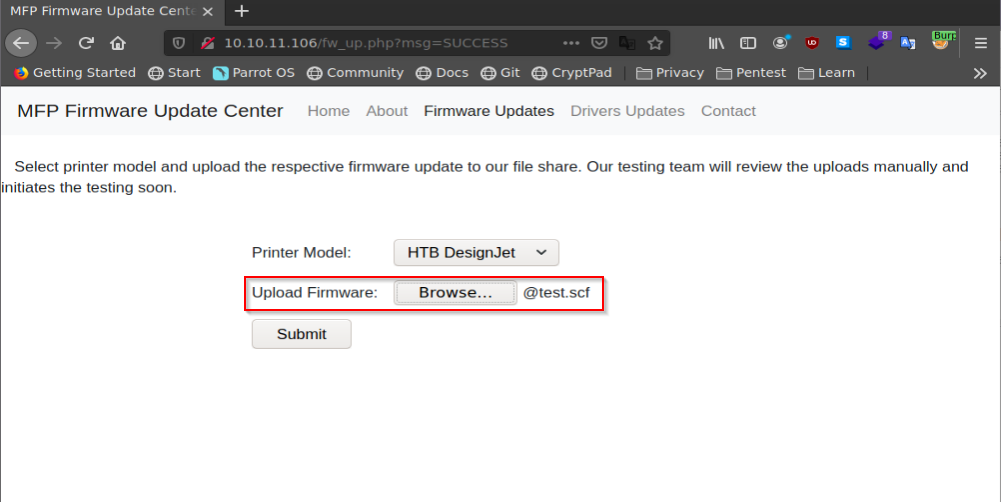 MFP Firmware Update Cente
10.10.11.106/fw_up.php?msg=SUCCESS
8
Burp
Getting Started Start Parrot OS Community Docs Git CryptPad Privacy Pentest Learn
MFP Firmware Update Center Home About Firmware Updates Drivers Updates Contact
Select printer model and upload the respective firmware update to our file share. Our testing team will review the uploads manually and
initiates the testing soon.
Printer Model: HTB DesignJet
Upload Firmware: Browse... @test.scf
Submit